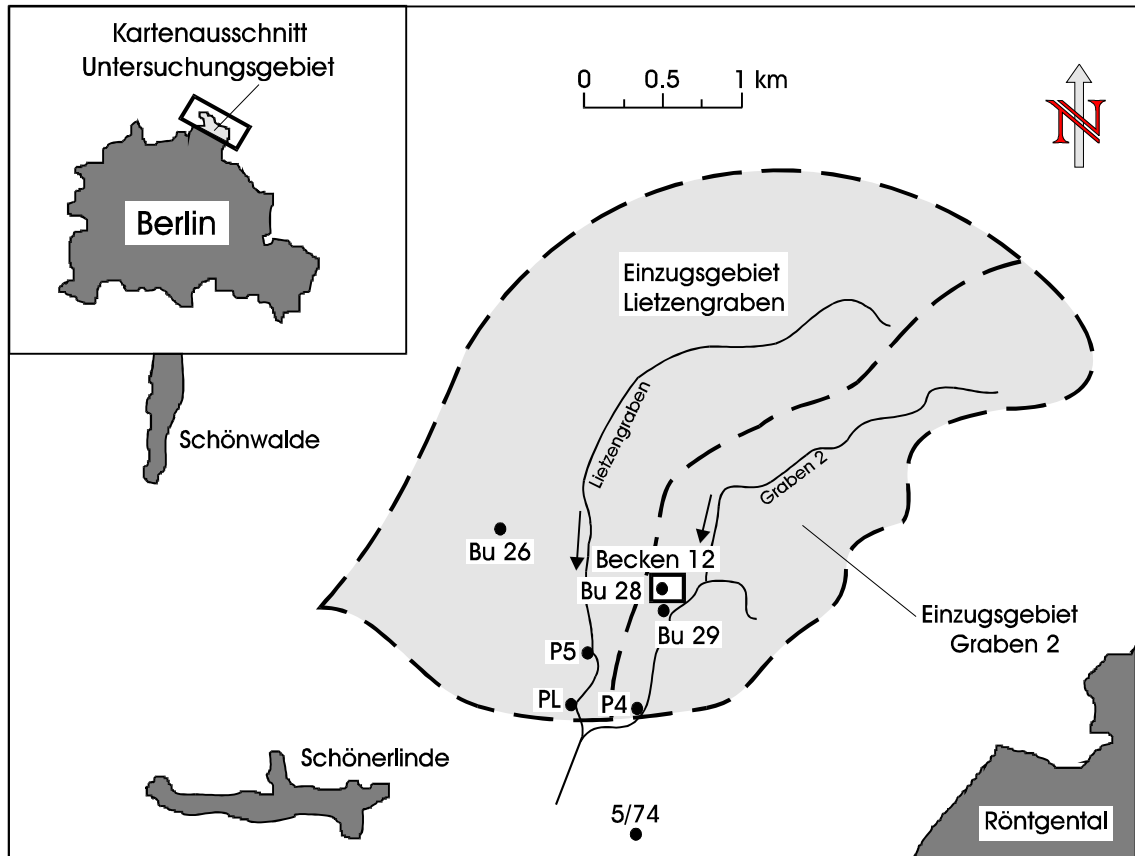 Kartenausschnitt
Untersuchungsgebiet
Berlin
0 0.5 1 km
N
Einzugsgebiet
Lietzengraben
Schönwalde
Lietzengraben
Graben 2
Bu 26
Becken 12
Bu 28
Bu 29
Einzugsgebiet
Graben 2
P5
PL
P4
Schönerlinde
5/74
Röntgental